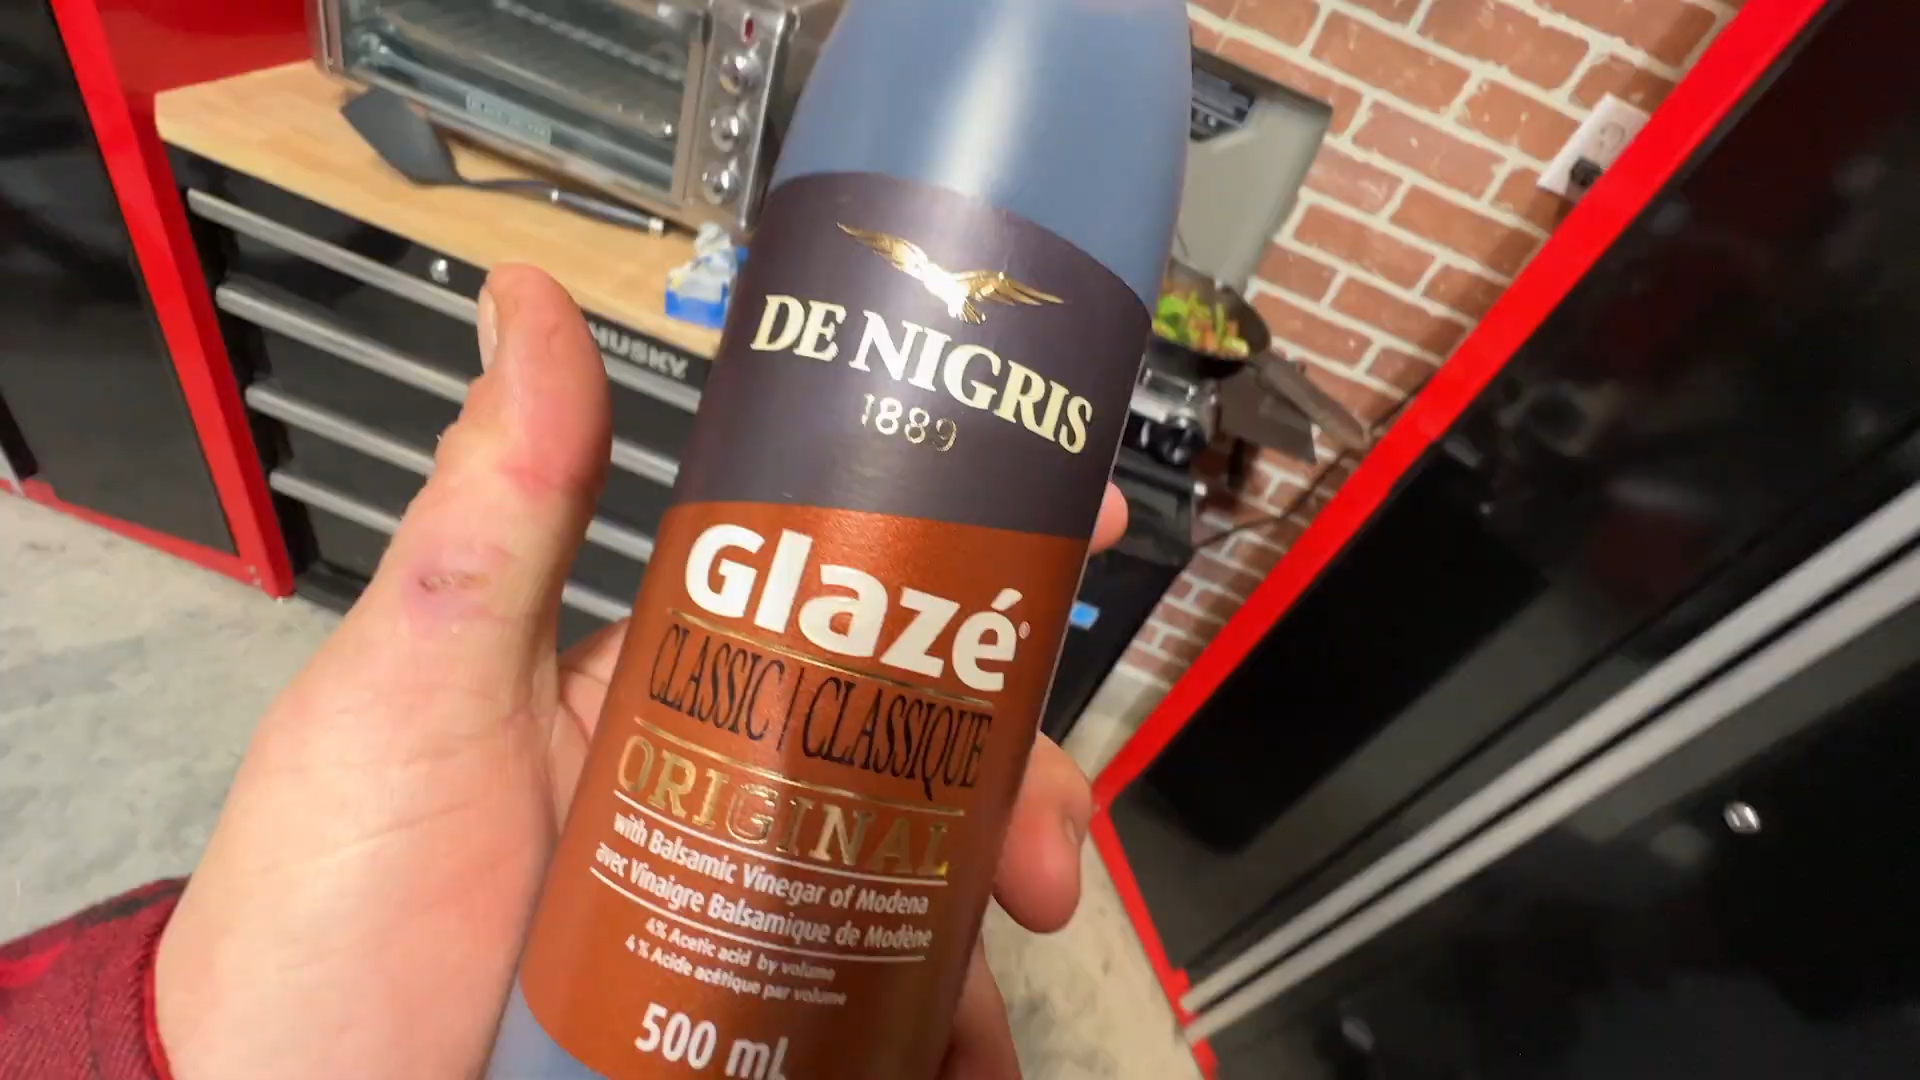 DE NIGRIS
1889
Glazé®
CLASSIC | CLASSIQUE
ORIGINAL
with Balsamic Vinegar of Modena
avec Vinaigre Balsamique de Modène
4% Acetic acid by volume
4 % Acide acétique par volume
500 mL
HUSKY